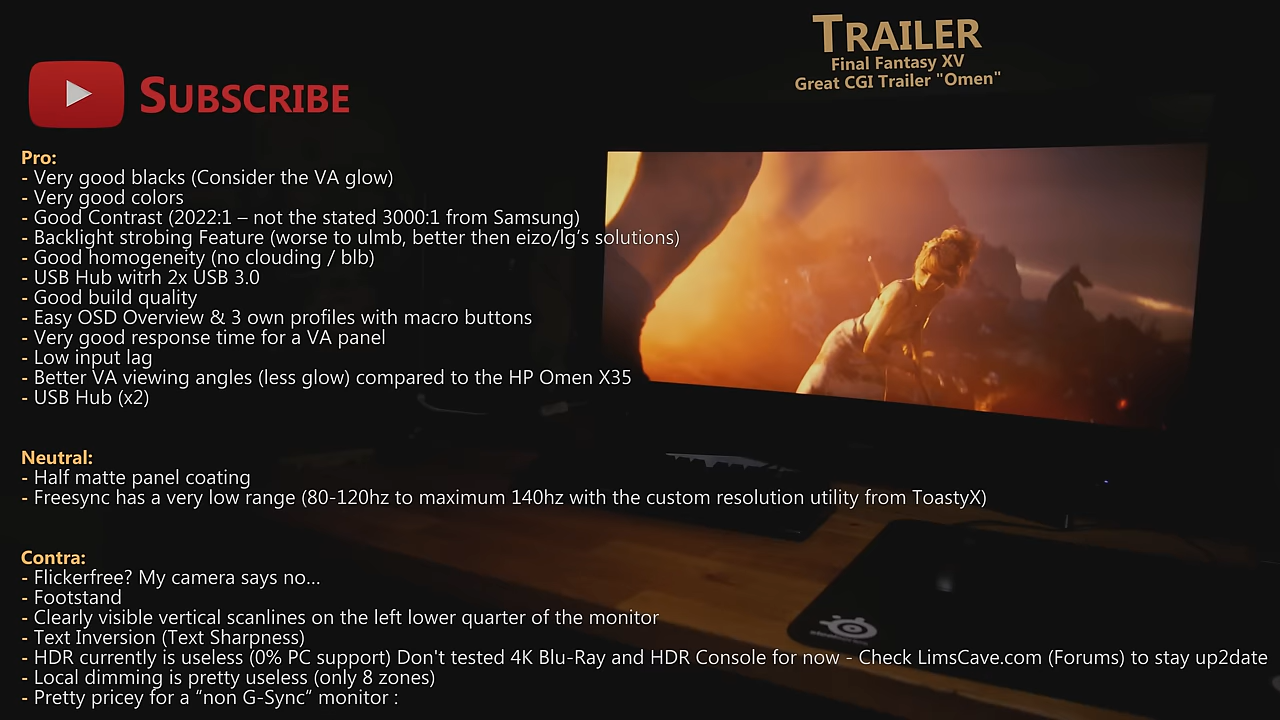 TRAILER
Final Fantasy XV
Great CGI Trailer "Omen"
SUBSCRIBE
Pro:
- Very good blacks (Consider the VA glow)
- Very good colors
- Good Contrast (2022:1 – not the stated 3000:1 from Samsung)
- Backlight strobing Feature (worse to ulmb, better then eizo/lg’s solutions)
- Good homogeneity (no clouding / blb)
- USB Hub witrh 2x USB 3.0
- Good build quality
- Easy OSD Overview & 3 own profiles with macro buttons
- Very good response time for a VA panel
- Low input lag
- Better VA viewing angles (less glow) compared to the HP Omen X35
- USB Hub (x2)
Neutral:
- Half matte panel coating
- Freesync has a very low range (80-120hz to maximum 140hz with the custom resolution utility from ToastyX)
Contra:
- Flickerfree? My camera says no...
- Footstand
- Clearly visible vertical scanlines on the left lower quarter of the monitor
- Text Inversion (Text Sharpness)
- HDR currently is useless (0% PC support) Don't tested 4K Blu-Ray and HDR Console for now - Check LimsCave.com (Forums) to stay up2date
- Local dimming is pretty useless (only 8 zones)
- Pretty pricey for a “non G-Sync“ monitor :
steelseries